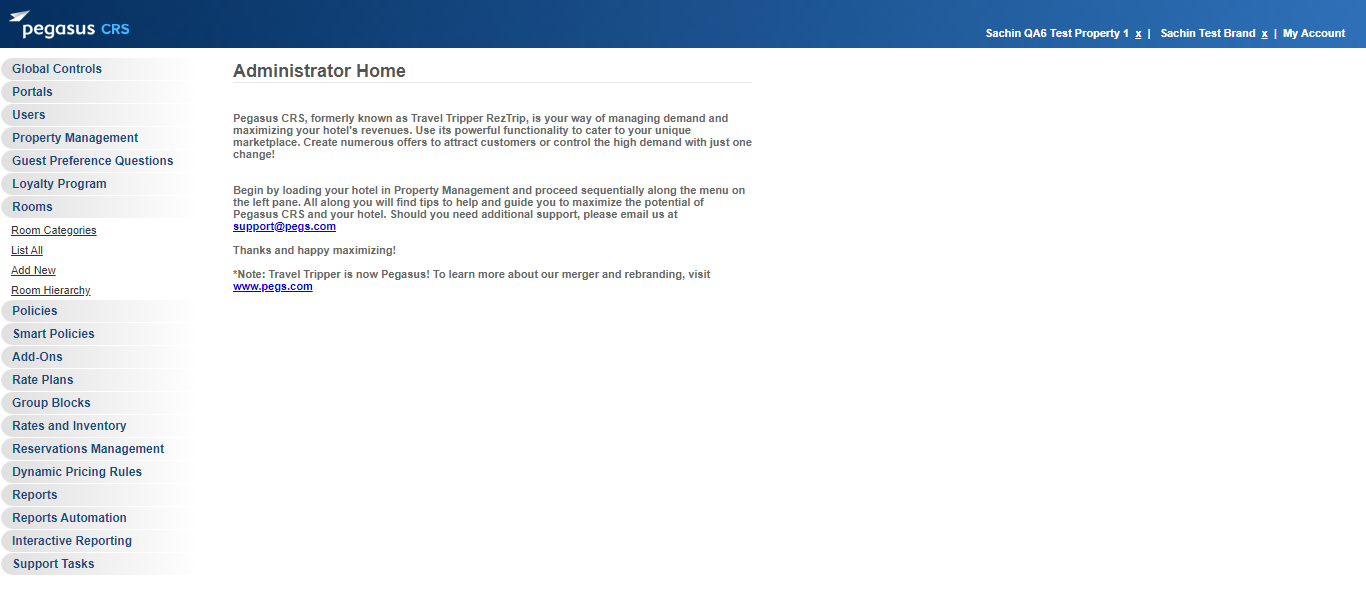 pegasus CRS
Sachin QA6 Test Property 1 x | Sachin Test Brand x | My Account
Global Controls
Portals
Users
Property Management
Guest Preference Questions
Loyalty Program
Rooms
Room Categories
List All
Add New
Room Hierarchy
Policies
Smart Policies
Add-Ons
Rate Plans
Group Blocks
Rates and Inventory
Reservations Management
Dynamic Pricing Rules
Reports
Reports Automation
Interactive Reporting
Support Tasks
Administrator Home
Pegasus CRS, formerly known as Travel Tripper RezTrip, is your way of managing demand and
maximizing your hotel's revenues. Use its powerful functionality to cater to your unique
marketplace. Create numerous offers to attract customers or control the high demand with just one
change!
Begin by loading your hotel in Property Management and proceed sequentially along the menu on
the left pane. All along you will find tips to help and guide you to maximize the potential of
Pegasus CRS and your hotel. Should you need additional support, please email us at
support@pegs.com
Thanks and happy maximizing!
*Note: Travel Tripper is now Pegasus! To learn more about our merger and rebranding, visit
www.pegs.com